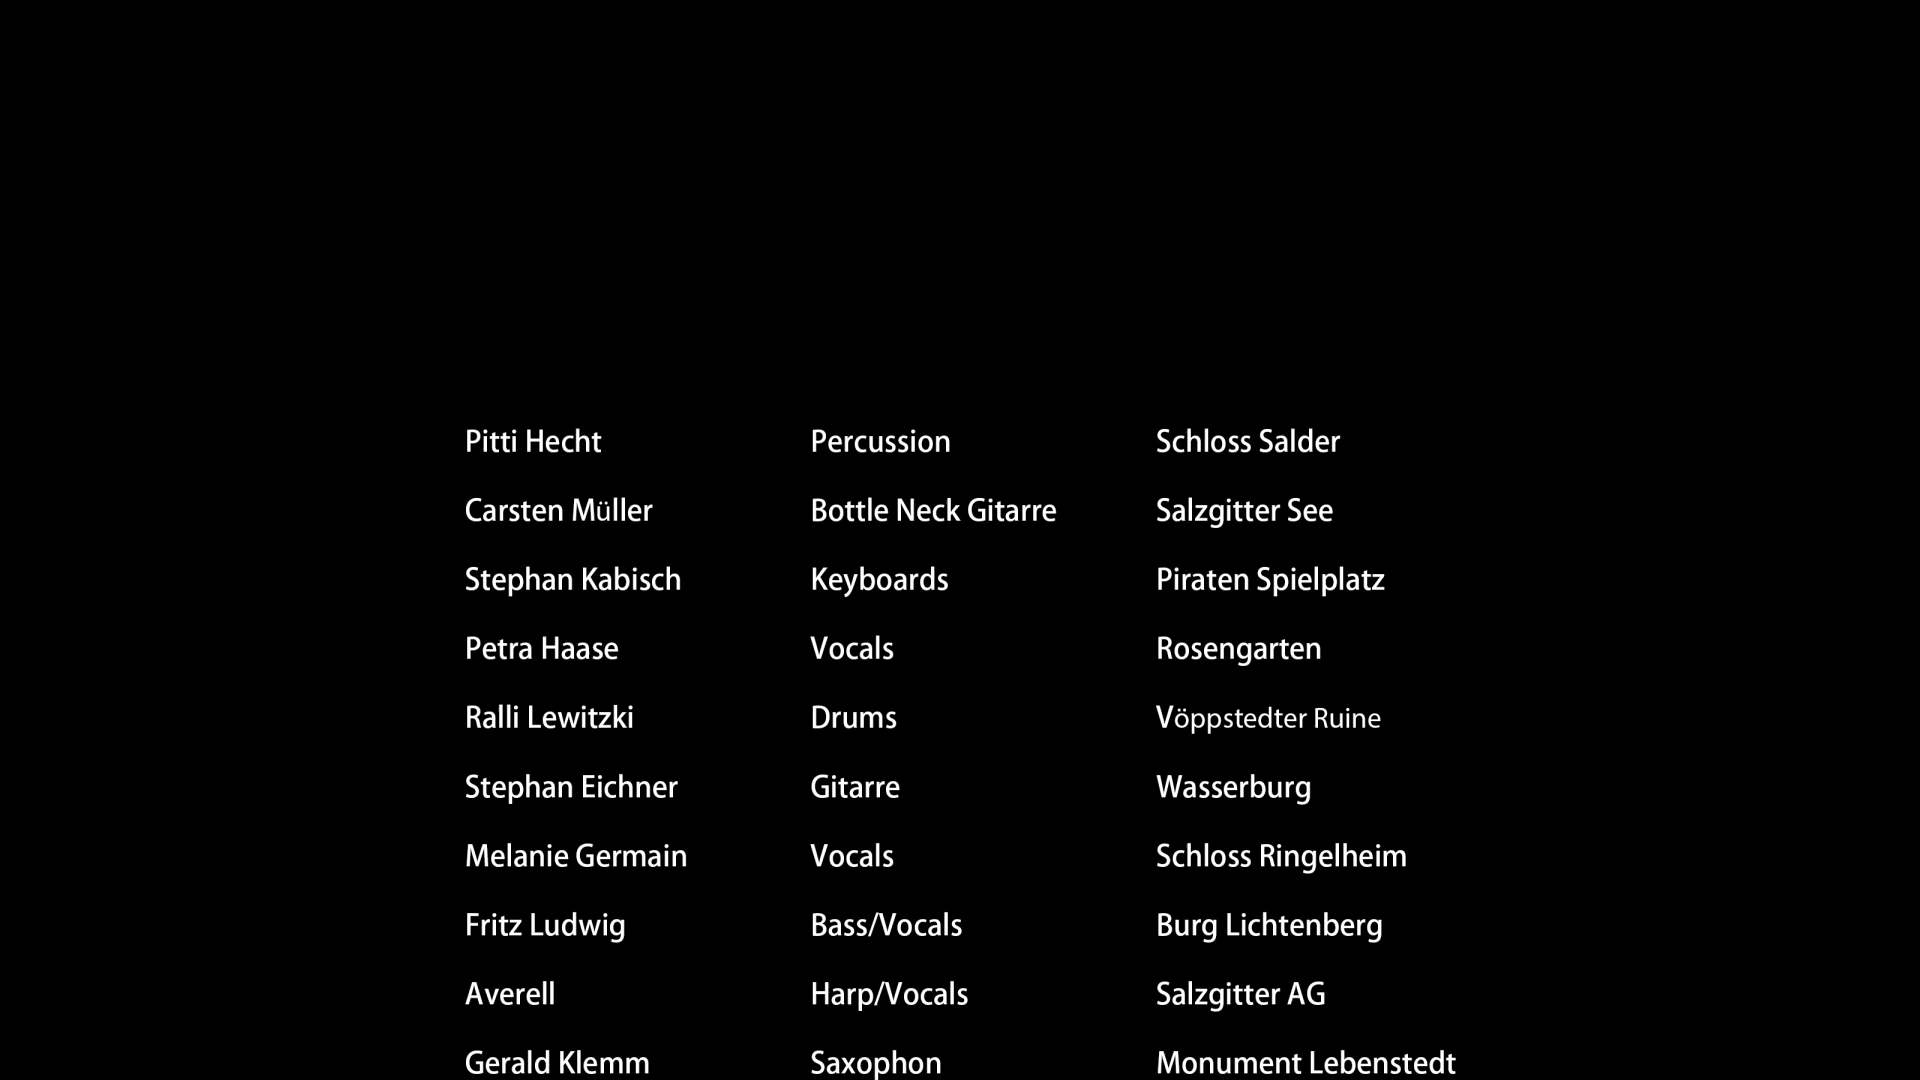 Pitti Hecht Percussion Schloss Salder
Carsten Müller Bottle Neck Gitarre Salzgitter See
Stephan Kabisch Keyboards Piraten Spielplatz
Petra Haase Vocals Rosengarten
Ralli Lewitzki Drums Vöppstedter Ruine
Stephan Eichner Gitarre Wasserburg
Melanie Germain Vocals Schloss Ringelheim
Fritz Ludwig Bass/Vocals Burg Lichtenberg
Averell Harp/Vocals Salzgitter AG
Gerald Klemm Saxophon Monument Lebenstedt